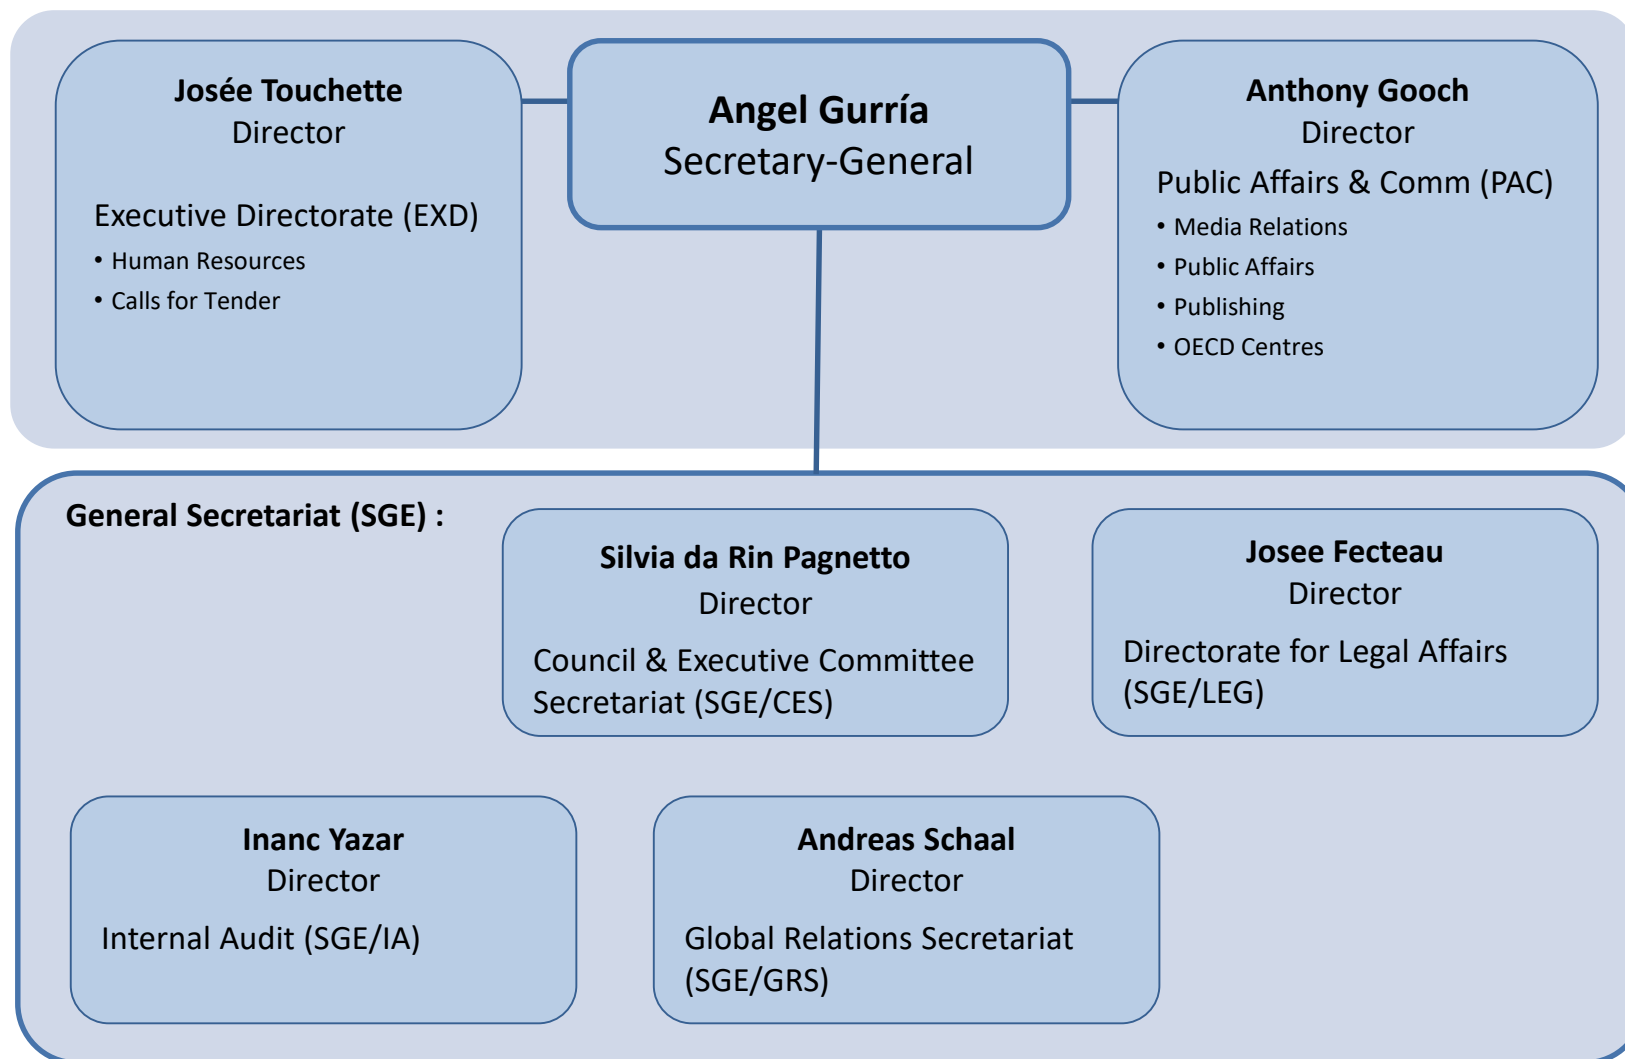 Josée Touchette
Director
Executive Directorate (EXD)
• Human Resources
• Calls for Tender
Angel Gurría
Secretary-General
Anthony Gooch
Director
Public Affairs & Comm (PAC)
• Media Relations
• Public Affairs
• Publishing
• OECD Centres
General Secretariat (SGE) :
Silvia da Rin Pagnetto
Director
Council & Executive Committee
Secretariat (SGE/CES)
Josee Fecteau
Director
Directorate for Legal Affairs
(SGE/LEG)
Inanc Yazar
Director
Internal Audit (SGE/IA)
Andreas Schaal
Director
Global Relations Secretariat
(SGE/GRS)